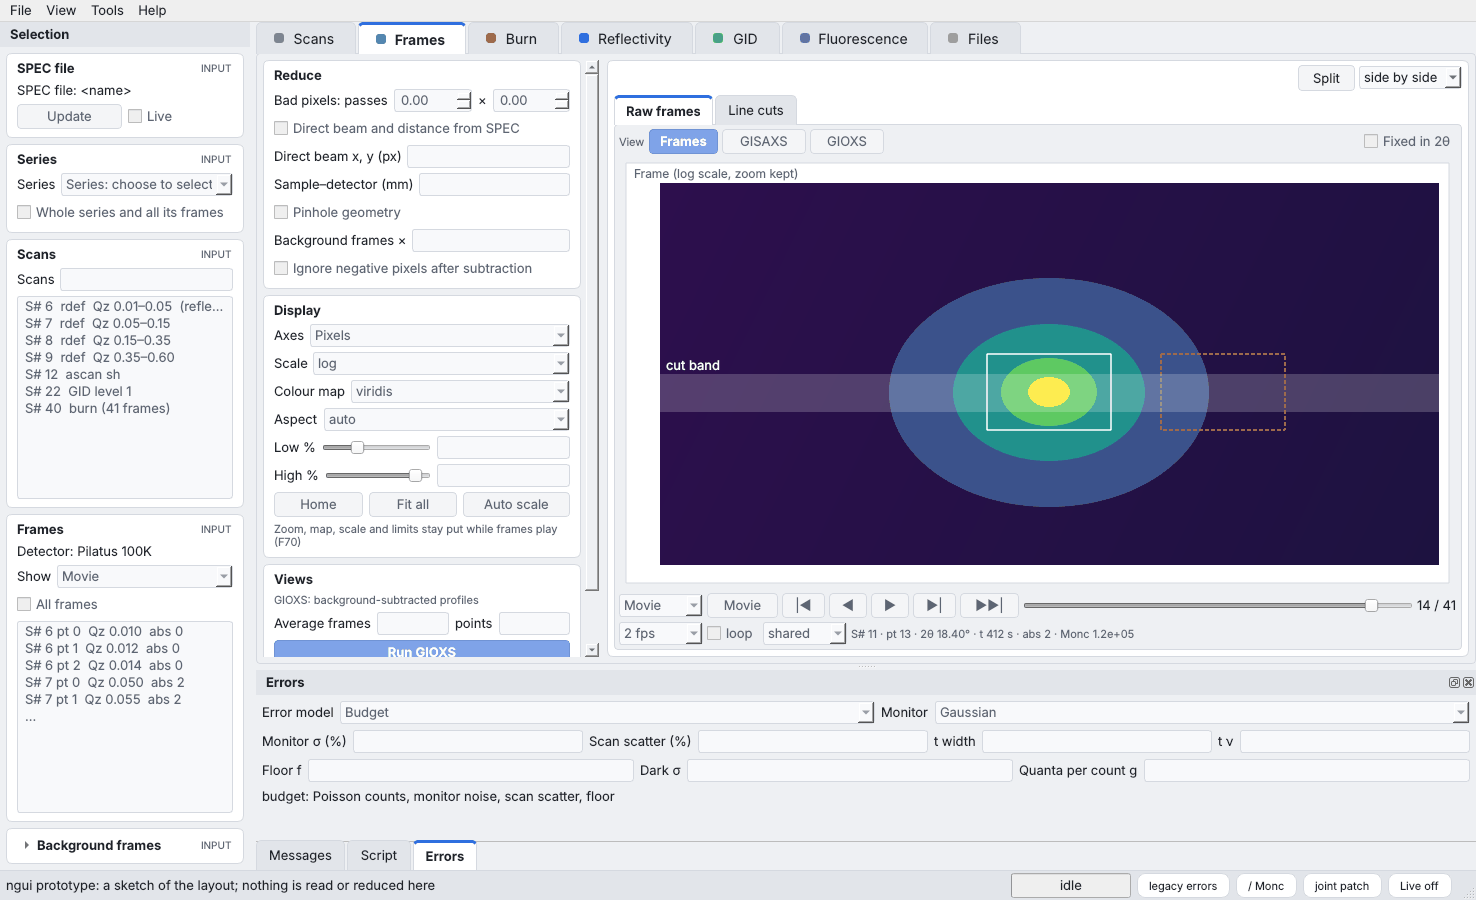 File View Tools Help
Selection
SPEC file INPUT
SPEC file: <name>
Update Live
Series INPUT
Series Series: choose to select
Whole series and all its frames
Scans INPUT
Scans
S# 6 rdef Qz 0.01–0.05 (refle...
S# 7 rdef Qz 0.05–0.15
S# 8 rdef Qz 0.15–0.35
S# 9 rdef Qz 0.35–0.60
S# 12 ascan sh
S# 22 GID level 1
S# 40 burn (41 frames)
Frames INPUT
Detector: Pilatus 100K
Show Movie
All frames
S# 6 pt 0 Qz 0.010 abs 0
S# 6 pt 1 Qz 0.012 abs 0
S# 6 pt 2 Qz 0.014 abs 0
S# 7 pt 0 Qz 0.050 abs 2
S# 7 pt 1 Qz 0.055 abs 2
...
Background frames INPUT
Scans Frames Burn Reflectivity GID Fluorescence Files
Reduce
Bad pixels: passes 0.00 × 0.00
Direct beam and distance from SPEC
Direct beam x, y (px)
Sample–detector (mm)
Pinhole geometry
Background frames ×
Ignore negative pixels after subtraction
Display
Axes Pixels
Scale log
Colour map viridis
Aspect auto
Low %
High %
Home Fit all Auto scale
Zoom, map, scale and limits stay put while frames play
(F70)
Views
GIOXS: background-subtracted profiles
Average frames points
Run GIOXS
Split side by side
Raw frames Line cuts
View Frames GISAXS GIOXS Fixed in 2θ
Frame (log scale, zoom kept)
cut band
Movie Movie 14 / 41
2 fps loop shared S# 11 · pt 13 · 2θ 18.40° · t 412 s · abs 2 · Monc 1.2e+05
Errors
Error model Budget Monitor Gaussian
Monitor σ (%) Scan scatter (%) t width t ν
Floor f Dark σ Quanta per count g
budget: Poisson counts, monitor noise, scan scatter, floor
Messages Script Errors
ngui prototype: a sketch of the layout; nothing is read or reduced here idle legacy errors / Monc joint patch Live off